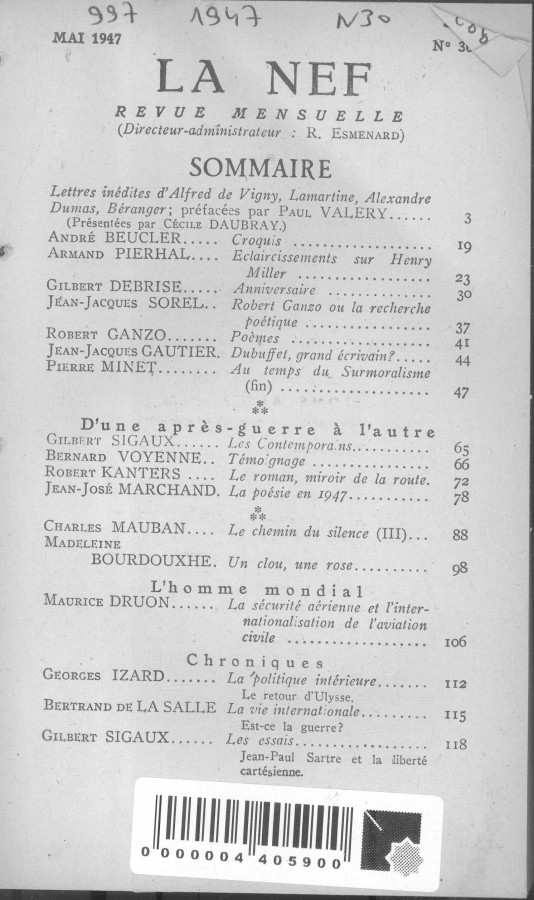 997 1947 N30
MAI 1947
N° 30
LA NEF
REVUE MENSUELLE
(Directeur-administrateur : R. ESMENARD)
SOMMAIRE
Lettres inédites d'Alfred de Vigny, Lamartine, Alexandre
Dumas, Béranger; préfacées par PAUL VALERY...... 3
(Présentées par CÉCILE DAUBRAY.)
ANDRÉ BEUCLER..... Croquis .................. 19
ARMAND PIERHAL.... Eclaircissements sur Henry
Miller .................. 23
GILBERT DEBRISE..... Anniversaire .............. 30
JEAN-JACQUES SOREL.. Robert Ganzo ou la recherche
poétique ................. 37
ROBERT GANZO....... Poèmes ................... 41
JEAN-JACQUES GAUTIER. Dubuffet, grand écrivain?..... 44
PIERRE MINET........ Au temps du Surmoralisme
(fin) .................... 47
*
**
D'une après-guerre à l'autre
GILBERT SIGAUX...... Les Contemporains........... 65
BERNARD VOYENNE.. Témoignage ................ 66
ROBERT KANTERS .... Le roman, miroir de la route. 72
JEAN-JOSÉ MARCHAND. La poésie en 1947........... 78
*
**
CHARLES MAUBAN.... Le chemin du silence (III)... 88
MADELEINE
BOURDOUXHE. Un clou, une rose.......... 98
L'homme mondial
MAURICE DRUON...... La sécurité aérienne et l'inter-
nationalisation de l'aviation
civile ................... 106
Chroniques
GEORGES IZARD....... La politique intérieure....... 112
Le retour d'Ulysse.
BERTRAND DE LA SALLE La vie internationale......... 115
Est-ce la guerre?
GILBERT SIGAUX...... Les essais.................. 118
Jean-Paul Sartre et la liberté
cartésienne.
0 000004 405900